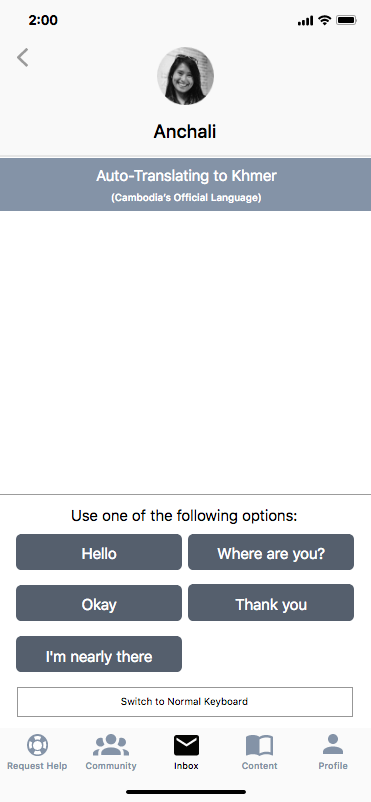 2:00
Anchali
Auto-Translating to Khmer
(Cambodia's Official Language)
Use one of the following options:
Hello
Where are you?
Okay
Thank you
I'm nearly there
Switch to Normal Keyboard
Request Help
Community
Inbox
Content
Profile